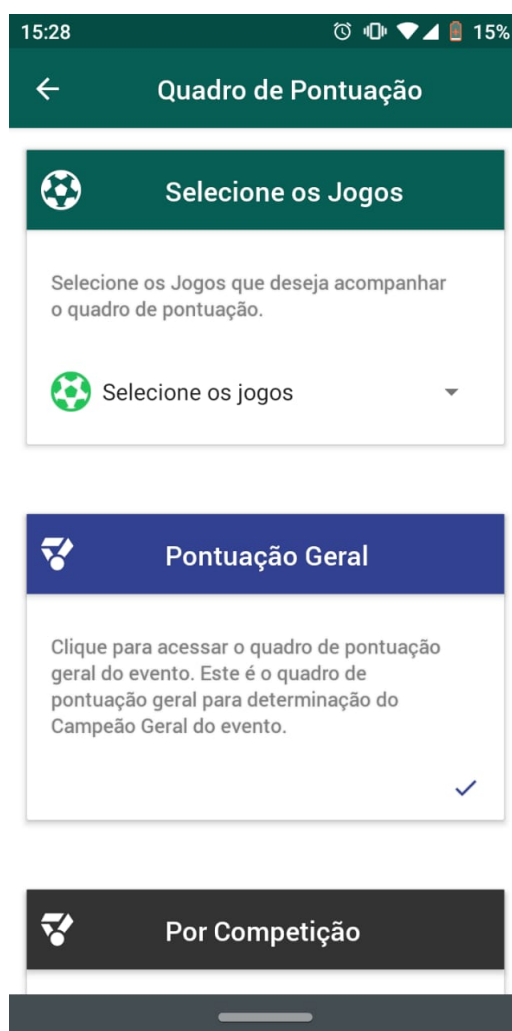 15:28
15%
Quadro de Pontuação
Selecione os Jogos
Selecione os Jogos que deseja acompanhar
o quadro de pontuação.
Selecione os jogos
Pontuação Geral
Clique para acessar o quadro de pontuação
geral do evento. Este é o quadro de
pontuação geral para determinação do
Campeão Geral do evento.
Por Competição